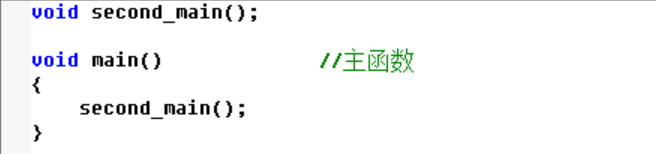 void second_main();
void main() //主函数
{
second_main();
}